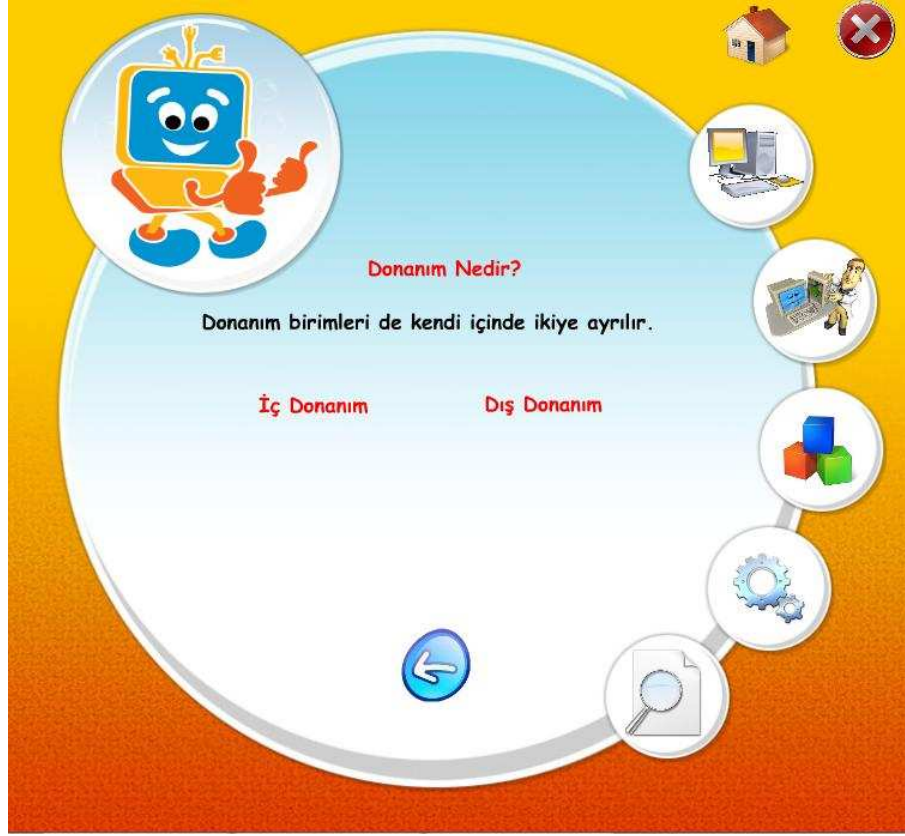 Donanım Nedir?
Donanım birimleri de kendi içinde ikiye ayrılır.
İç Donanım Dış Donanım